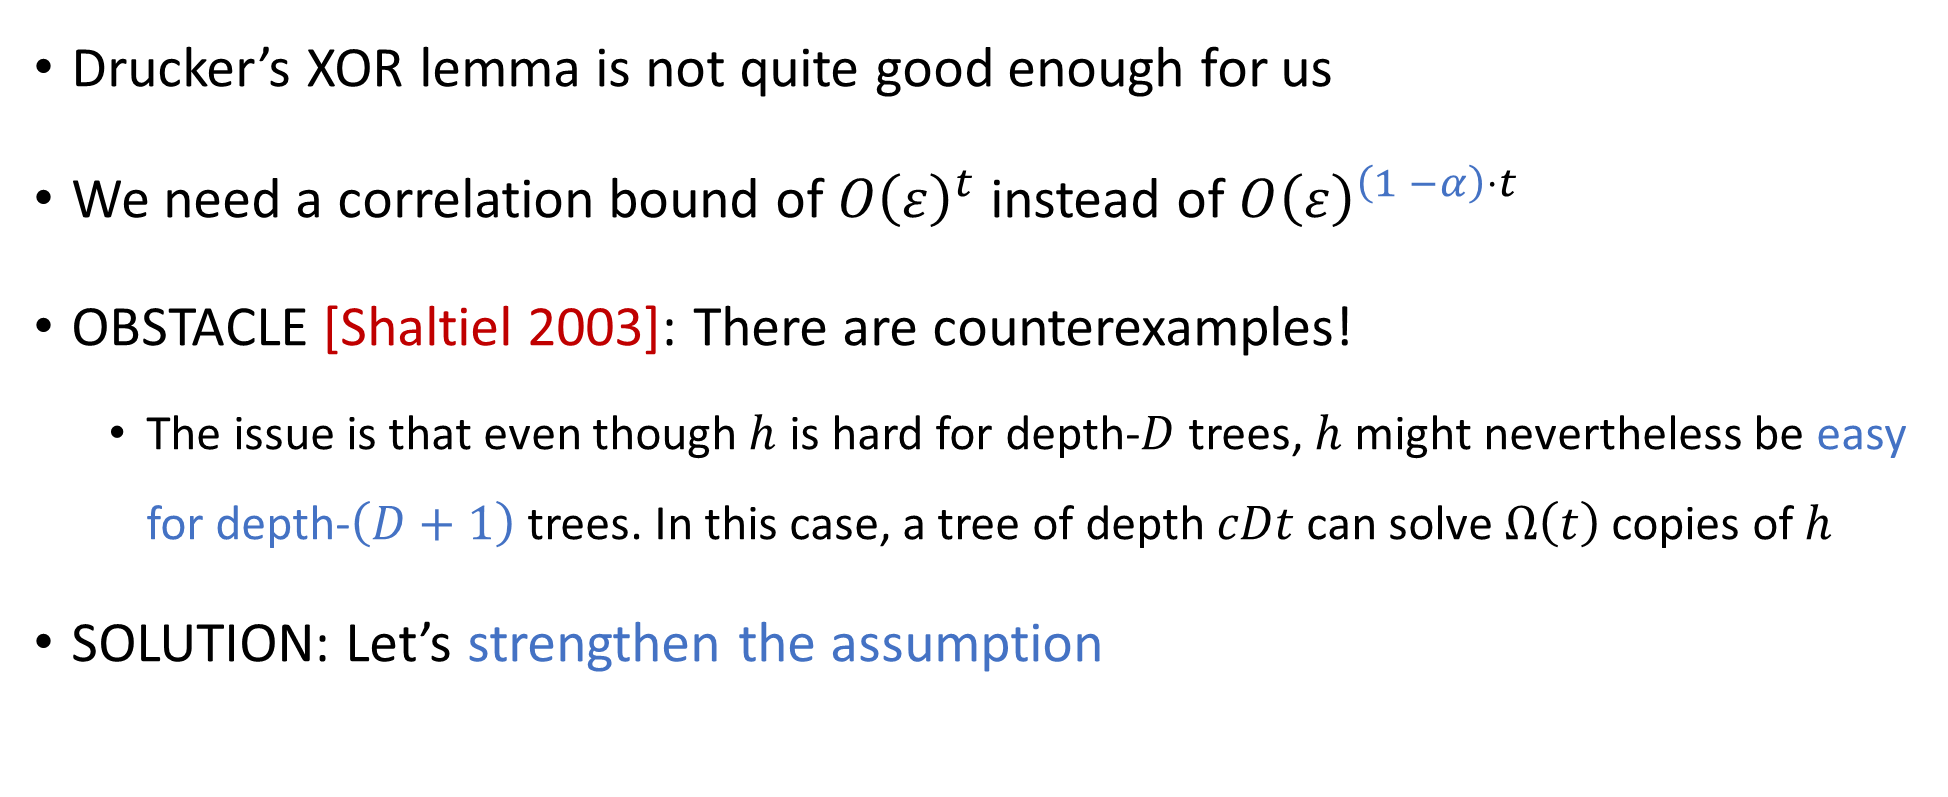 • Drucker’s XOR lemma is not quite good enough for us
• We need a correlation bound of 𝑂(𝜀)^𝑡 instead of 𝑂(𝜀)^{(1 −𝛼)⋅𝑡}
• OBSTACLE [Shaltiel 2003]: There are counterexamples!
• The issue is that even though ℎ is hard for depth-𝐷 trees, ℎ might nevertheless be easy
for depth-(𝐷 + 1) trees. In this case, a tree of depth 𝑐𝐷𝑡 can solve Ω(𝑡) copies of ℎ
• SOLUTION: Let’s strengthen the assumption